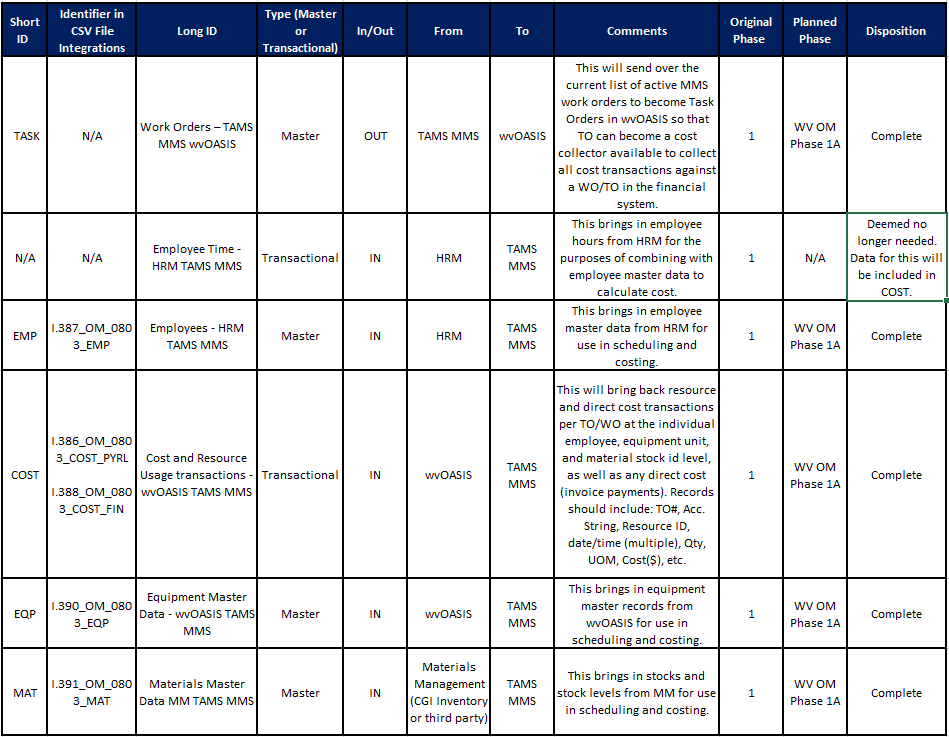 Short ID
Identifier in CSV File Integrations
Long ID
Type (Master or Transactional)
In/Out
From
To
Comments
Original Phase
Planned Phase
Disposition
TASK
N/A
Work Orders – TAMS
MMS wvOASIS
Master
OUT
TAMS MMS
wvOASIS
This will send over the
current list of active MMS
work orders to become Task
Orders in wvOASIS so that
TO can become a cost
collector available to collect
all cost transactions against
a WO/TO in the financial
system.
1
WV OM
Phase 1A
Complete
N/A
N/A
Employee Time -
HRM TAMS MMS
Transactional
IN
HRM
TAMS
MMS
This brings in employee
hours from HRM for the
purposes of combining with
employee master data to
calculate cost.
1
N/A
Deemed no
longer needed.
Data for this will
be included in
COST.
EMP
I.387_OM_080
3_EMP
Employees - HRM
TAMS MMS
Master
IN
HRM
TAMS
MMS
This brings in employee
master data from HRM for
use in scheduling and
costing.
1
WV OM
Phase 1A
Complete
COST
I.386_OM_080
3_COST_PYRL
I.388_OM_080
3_COST_FIN
Cost and Resource
Usage transactions -
wvOASIS TAMS MMS
Transactional
IN
wvOASIS
TAMS
MMS
This will bring back resource
and direct cost transactions
per TO/WO at the individual
employee, equipment unit,
and material stock id level,
as well as any direct cost
(invoice payments). Records
should include: TO#, Acc.
String, Resource ID,
date/time (multiple), Qty,
UOM, Cost($), etc.
1
WV OM
Phase 1A
Complete
EQP
I.390_OM_080
3_EQP
Equipment Master
Data - wvOASIS TAMS
MMS
Master
IN
wvOASIS
TAMS
MMS
This brings in equipment
master records from
wvOASIS for use in
scheduling and costing.
1
WV OM
Phase 1A
Complete
MAT
I.391_OM_080
3_MAT
Materials Master
Data MM TAMS MMS
Master
IN
Materials
Management
(CGI Inventory
or third party)
TAMS
MMS
This brings in stocks and
stock levels from MM for use
in scheduling and costing.
1
WV OM
Phase 1A
Complete